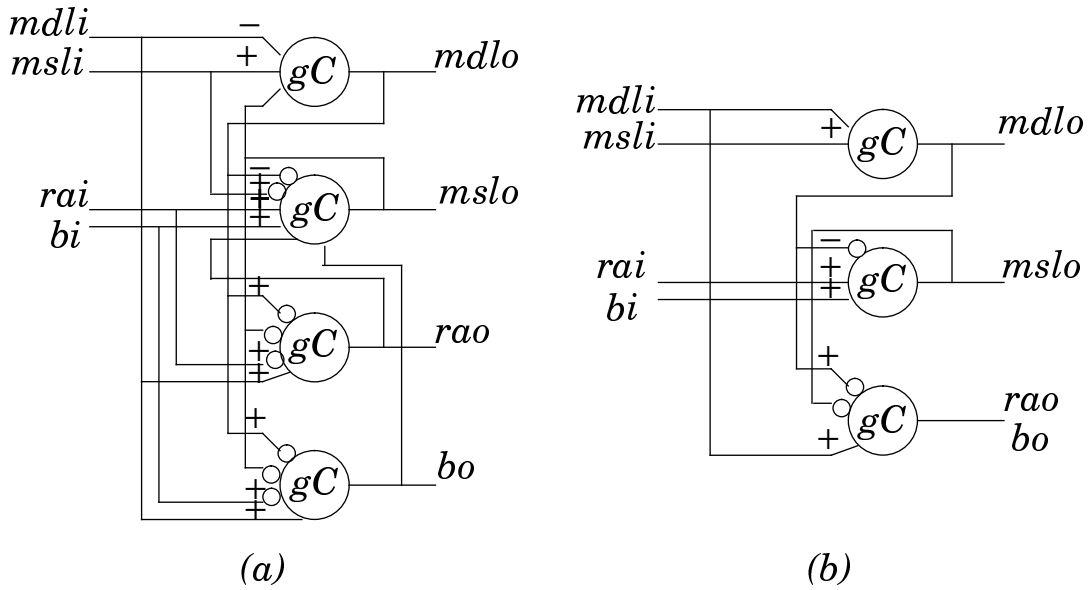 mdli
−
msli
+
gC
mdlo
rai
bi
−
+
+
+
gC
mslo
+
+
+
gC
rao
+
+
+
gC
bo
(a)
mdli
msli
+
gC
mdlo
rai
bi
−
+
+
gC
mslo
+
+
gC
rao
bo
(b)